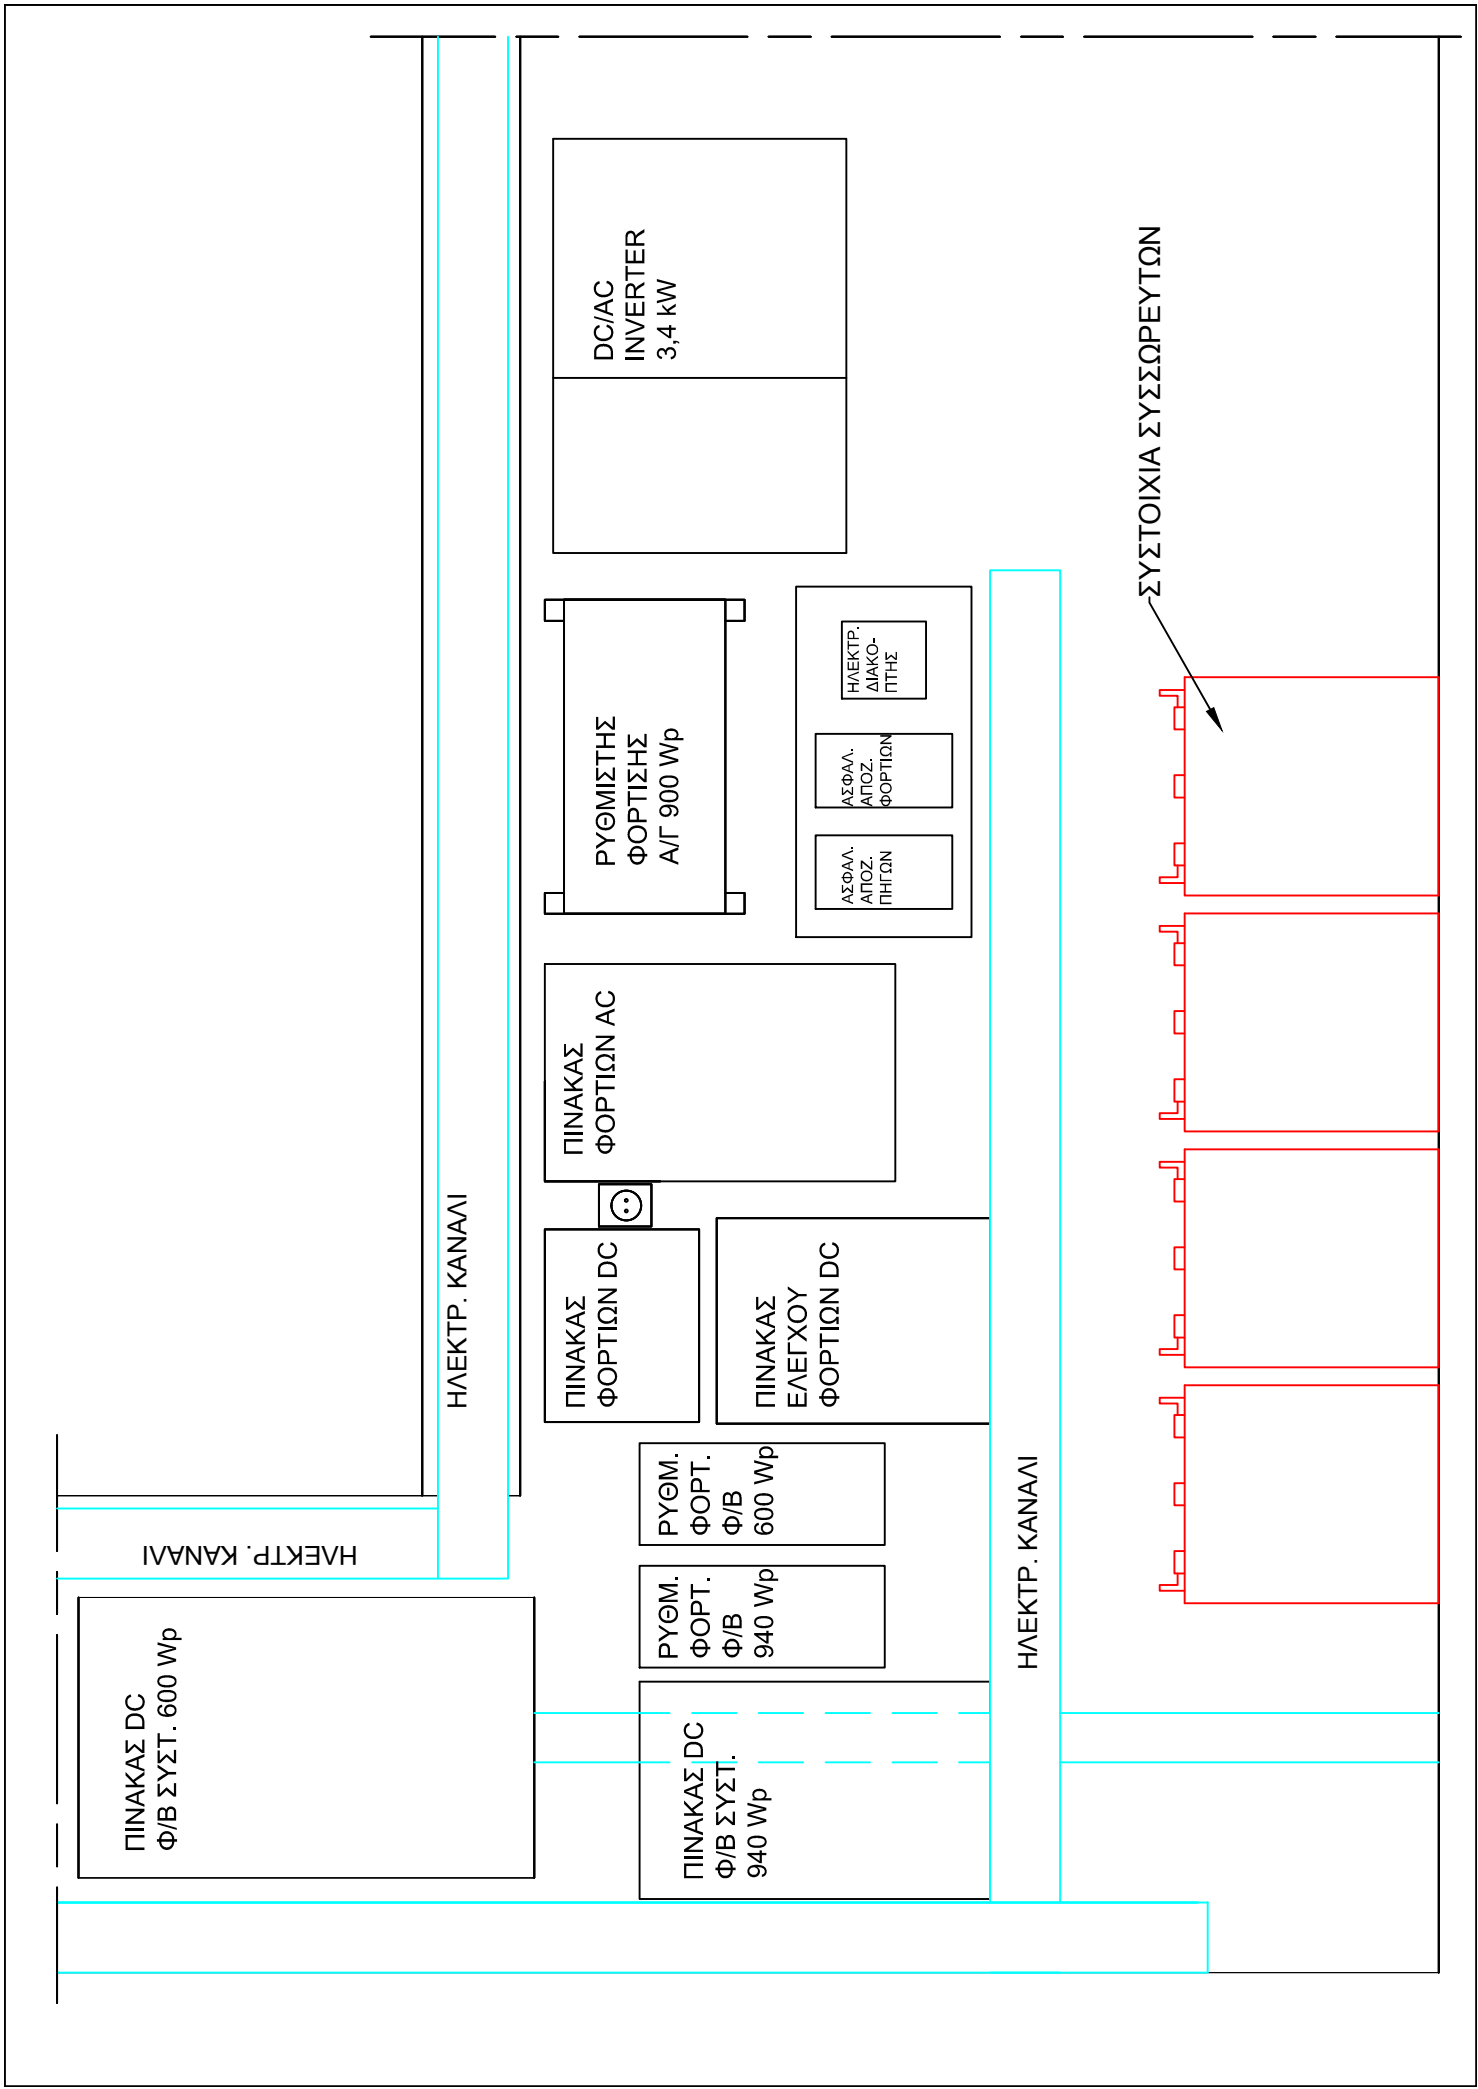 ΠΙΝΑΚΑΣ DC
Φ/Β ΣΥΣΤ. 600 Wp
ΗΛΕΚΤΡ. ΚΑΝΑΛΙ
ΗΛΕΚΤΡ. ΚΑΝΑΛΙ
ΠΙΝΑΚΑΣ DC
Φ/Β ΣΥΣΤ.
940 Wp
ΡΥΘΜ.
ΦΟΡΤ.
Φ/Β
940 Wp
ΡΥΘΜ.
ΦΟΡΤ.
Φ/Β
600 Wp
ΠΙΝΑΚΑΣ
ΦΟΡΤΙΩΝ DC
ΠΙΝΑΚΑΣ
ΕΛΕΓΧΟΥ
ΦΟΡΤΙΩΝ DC
ΠΙΝΑΚΑΣ
ΦΟΡΤΙΩΝ AC
ΡΥΘΜΙΣΤΗΣ
ΦΟΡΤΙΣΗΣ
Α/Γ 900 Wp
ΑΣΦΑΛ.
ΑΠΟΖ.
ΠΗΓΩΝ
ΑΣΦΑΛ.
ΑΠΟΖ.
ΦΟΡΤΙΩΝ
ΗΛΕΚΤΡ.
ΔΙΑΚΟ-
ΠΤΗΣ
DC/AC
INVERTER
3,4 kW
ΗΛΕΚΤΡ. ΚΑΝΑΛΙ
ΣΥΣΤΟΙΧΙΑ ΣΥΣΣΩΡΕΥΤΩΝ